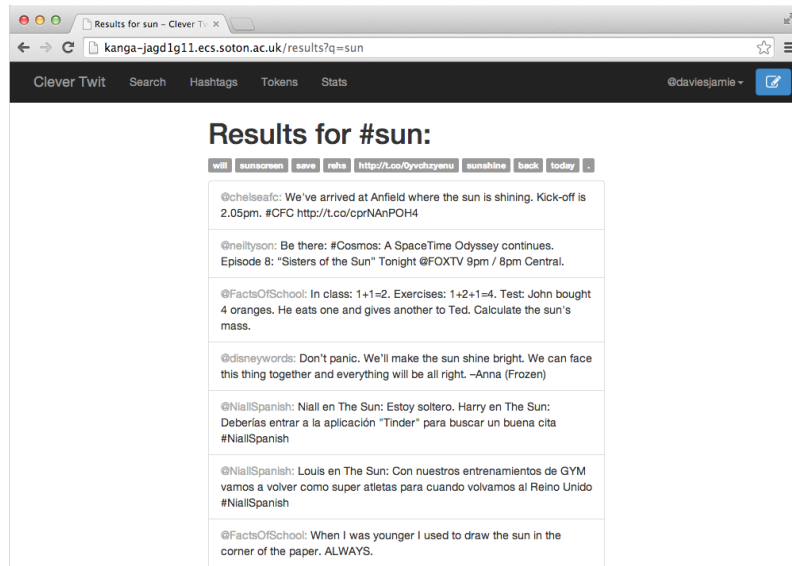 Results for sun – Clever Tw
kanga-jagd1g11.ecs.soton.ac.uk/results?q=sun
Clever Twit Search Hashtags Tokens Stats @daviesjamie
Results for #sun:
will sunscreen save rehs http://t.co/0yvchzyenu sunshine back today .
@chelseafc: We've arrived at Anfield where the sun is shining. Kick-off is
2.05pm. #CFC http://t.co/cprNAnPOH4
@neiltyson: Be there: #Cosmos: A SpaceTime Odyssey continues.
Episode 8: "Sisters of the Sun" Tonight @FOXTV 9pm / 8pm Central.
@FactsOfSchool: In class: 1+1=2. Exercises: 1+2+1=4. Test: John bought
4 oranges. He eats one and gives another to Ted. Calculate the sun's
mass.
@disneywords: Don't panic. We'll make the sun shine bright. We can face
this thing together and everything will be all right. –Anna (Frozen)
@NiallSpanish: Niall en The Sun: Estoy soltero. Harry en The Sun:
Deberías entrar a la aplicación "Tinder" para buscar un buena cita
#NiallSpanish
@NiallSpanish: Louis en The Sun: Con nuestros entrenamientos de GYM
vamos a volver como super atletas para cuando volvamos al Reino Unido
#NiallSpanish
@FactsOfSchool: When I was younger I used to draw the sun in the
corner of the paper. ALWAYS.